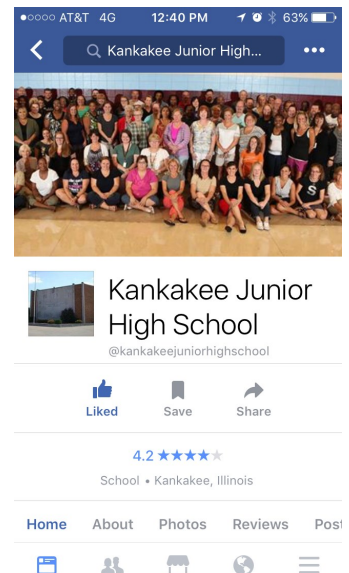 AT&T 4G 12:40 PM 63%
Kankakee Junior High...
Kankakee Junior
High School
@kankakeejuniorhighschool
Liked Save Share
4.2
School • Kankakee, Illinois
Home About Photos Reviews Post